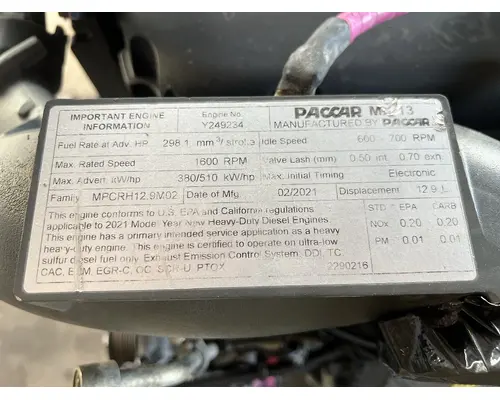 IMPORTANT ENGINE INFORMATION
Engine No.
Y249234
PACCAR MX-13
MANUFACTURED BY PACCAR
Fuel Rate at Adv. HP. 298.1 mm³/stroke
Idle Speed 600 - 700 RPM
Max. Rated Speed 1600 RPM
Valve Lash (mm) 0.50 int. 0.70 exh.
Max. Advert. kW/hp 380/510 kW/hp
Max. Initial Timing Electronic
Family MPCRH12.9M02
Date of Mfg. 02/2021
Displacement 12.9 L
This engine conforms to U.S. EPA and California regulations
applicable to 2021 Model Year New Heavy-Duty Diesel Engines.
This engine has a primary intended service application as a heavy
heavy-duty engine. This engine is certified to operate on ultra-low
sulfur diesel fuel only. Exhaust Emission Control System: DDI, TC,
CAC, ECM, EGR-C, OC, SCR-U, PTOX
STD EPA CARB
NOx 0.20 0.20
PM 0.01 0.01
2290216